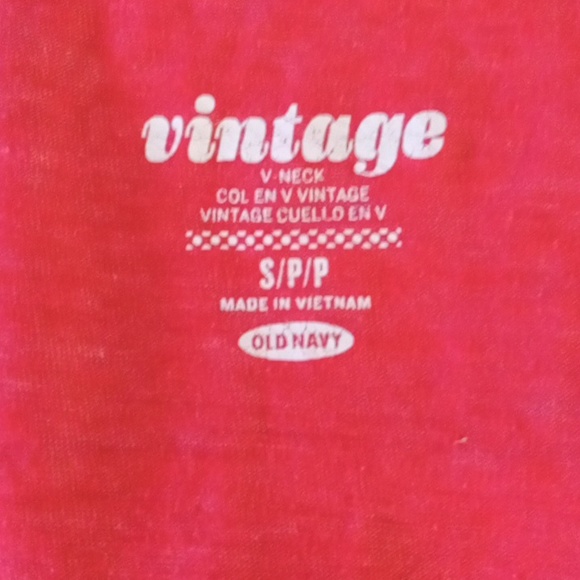 vintage
V-NECK
COL EN V VINTAGE
VINTAGE CUELLO EN V
S/P/P
MADE IN VIETNAM
OLD NAVY